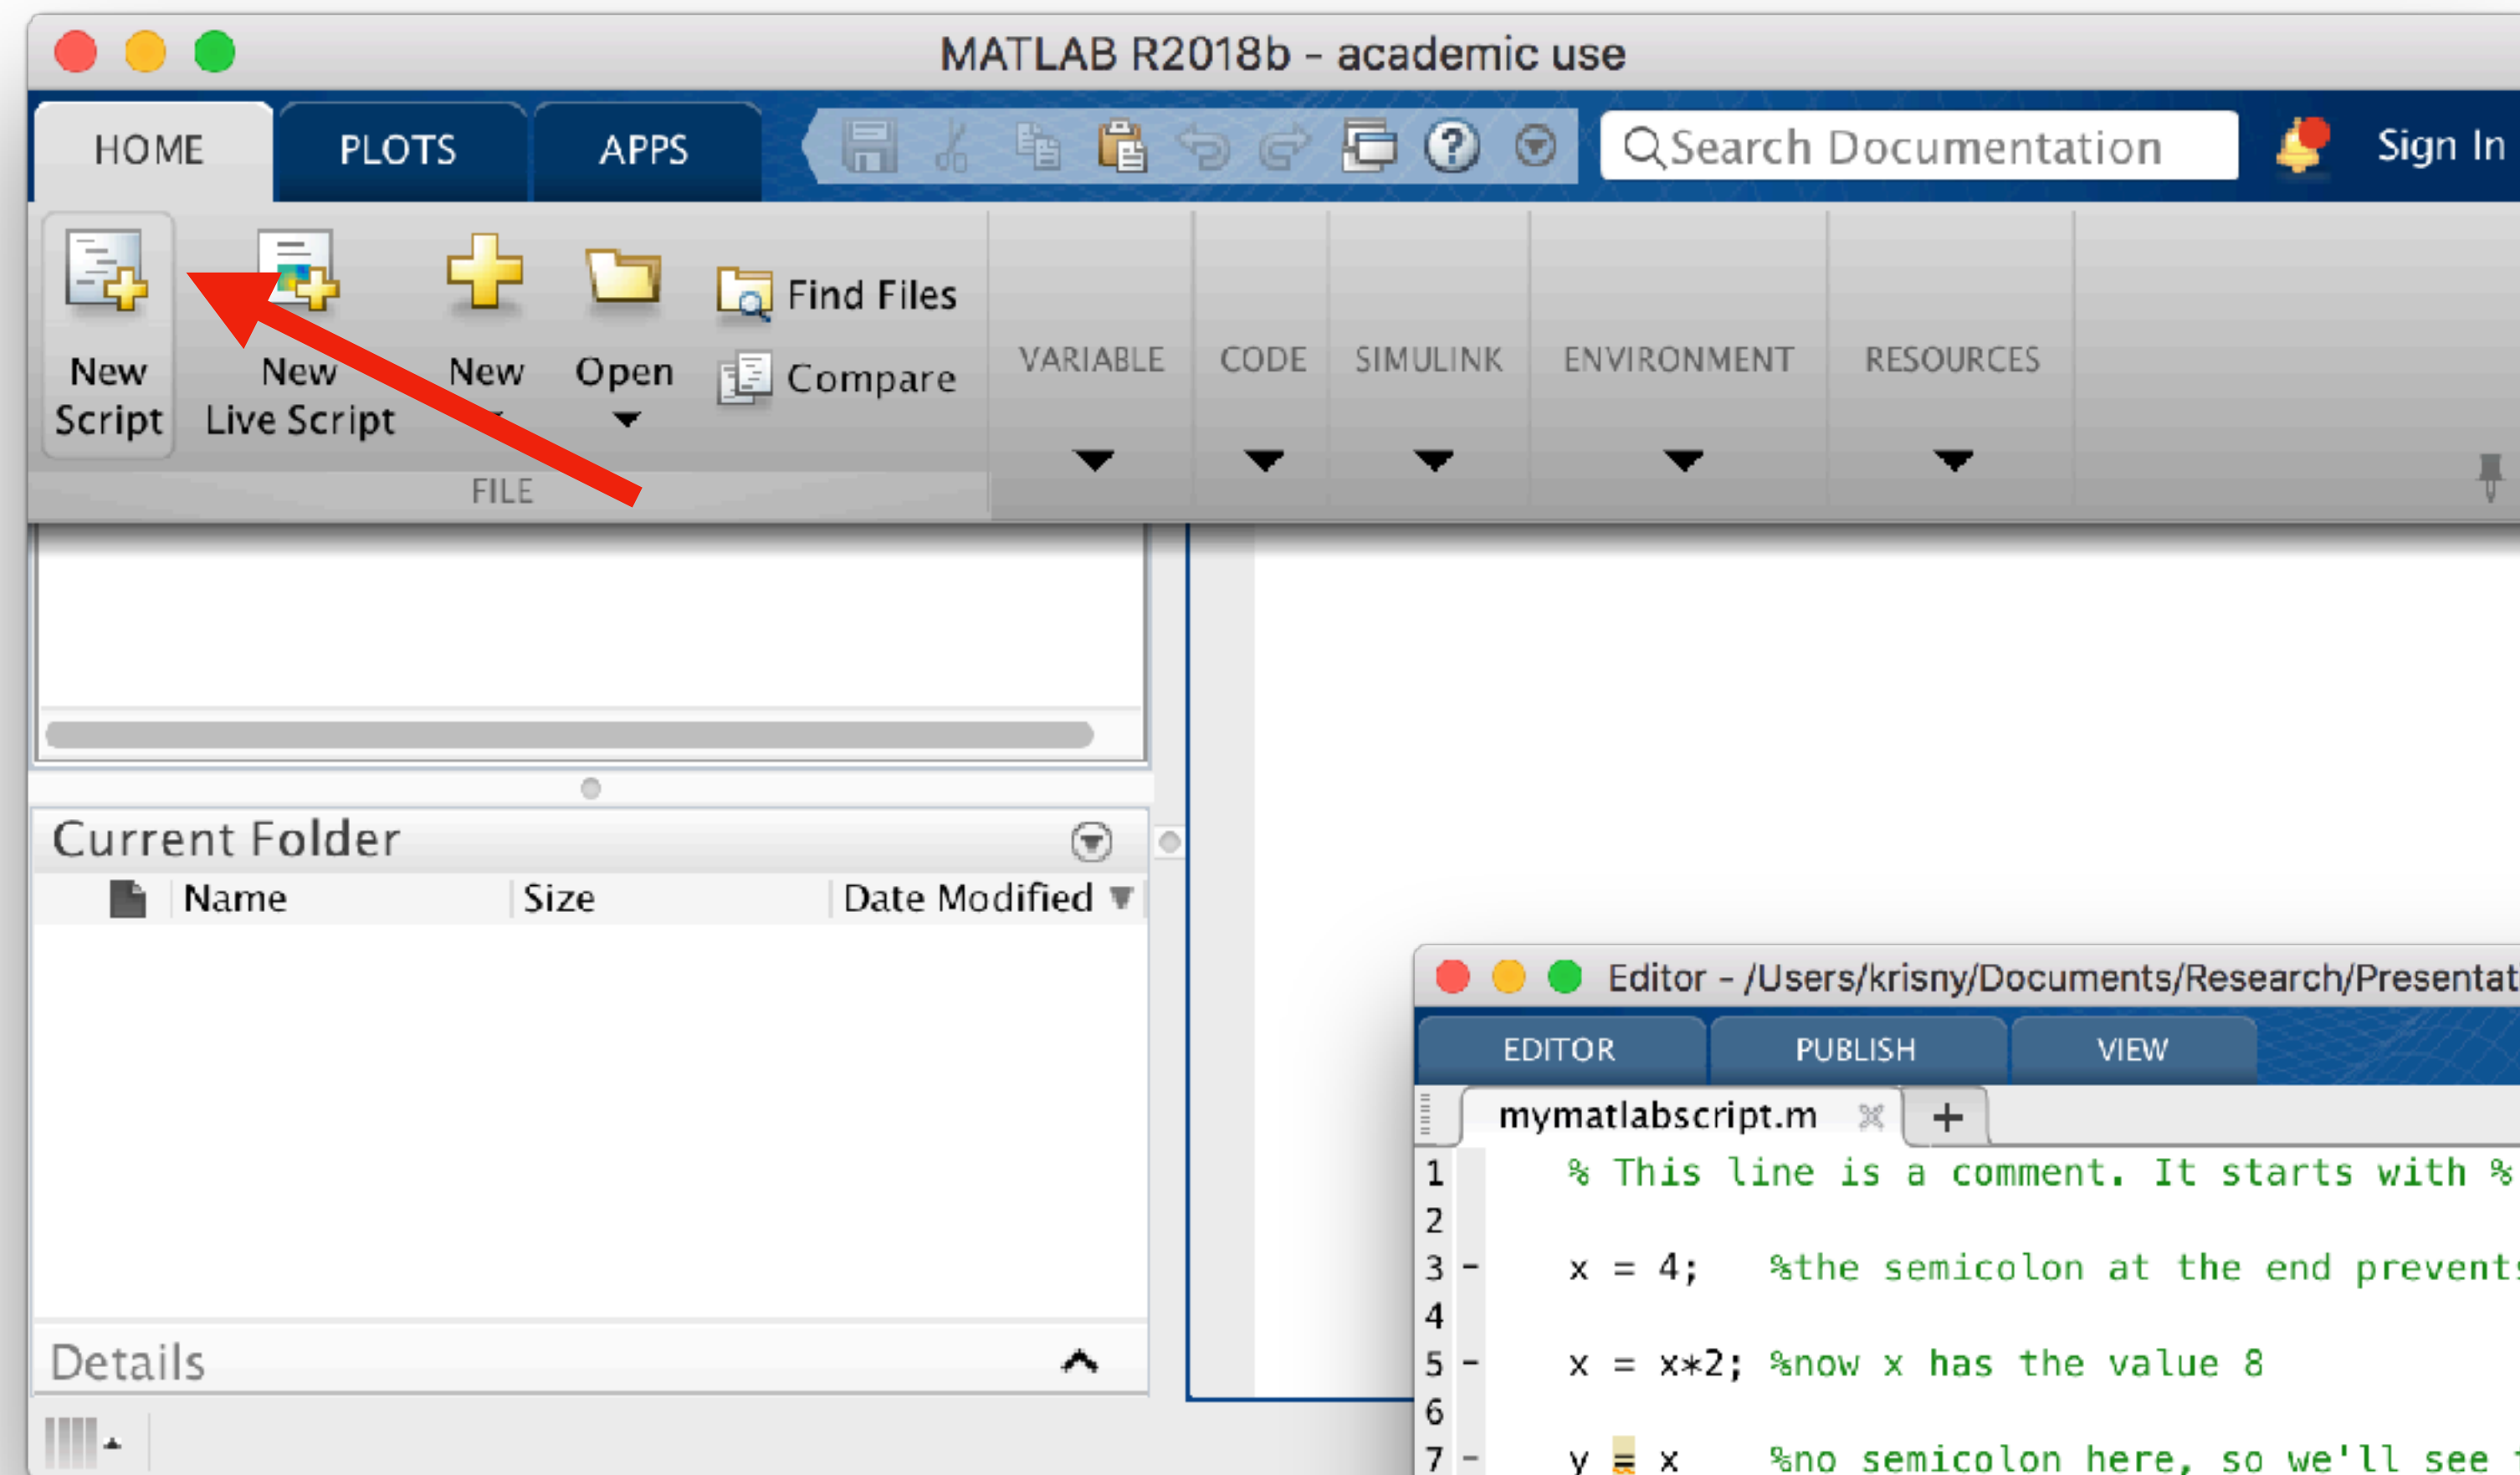 MATLAB R2018b - academic use
HOME PLOTS APPS Search Documentation Sign In
New Script
New Live Script
New
Open
Find Files
Compare
FILE
VARIABLE CODE SIMULINK ENVIRONMENT RESOURCES
Current Folder
Name Size Date Modified
Details
Editor - /Users/krisny/Documents/Research/Presentat
EDITOR PUBLISH VIEW
mymatlabscript.m +
1 % This line is a comment. It starts with %
2
3 - x = 4; %the semicolon at the end prevents
4
5 - x = x*2; %now x has the value 8
6
7 - y = x %no semicolon here, so we'll see